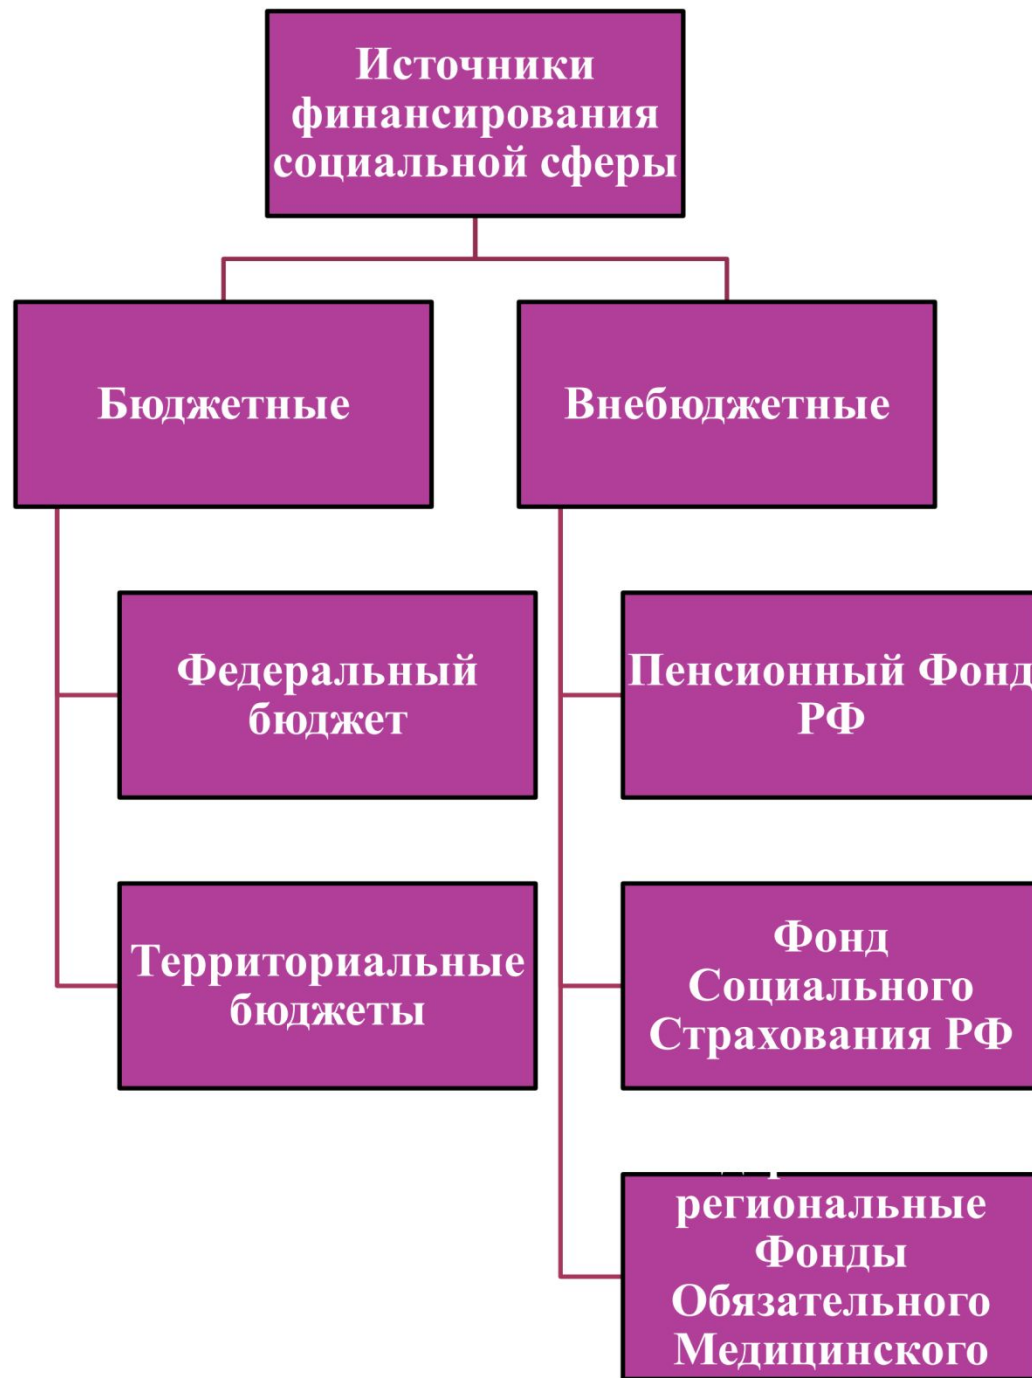 Источники
финансирования
социальной сферы
Бюджетные
Внебюджетные
Федеральный
бюджет
Пенсионный Фонд
РФ
Территориальные
бюджеты
Фонд
Социального
Страхования РФ
региональные
Фонды
Обязательного
Медицинского